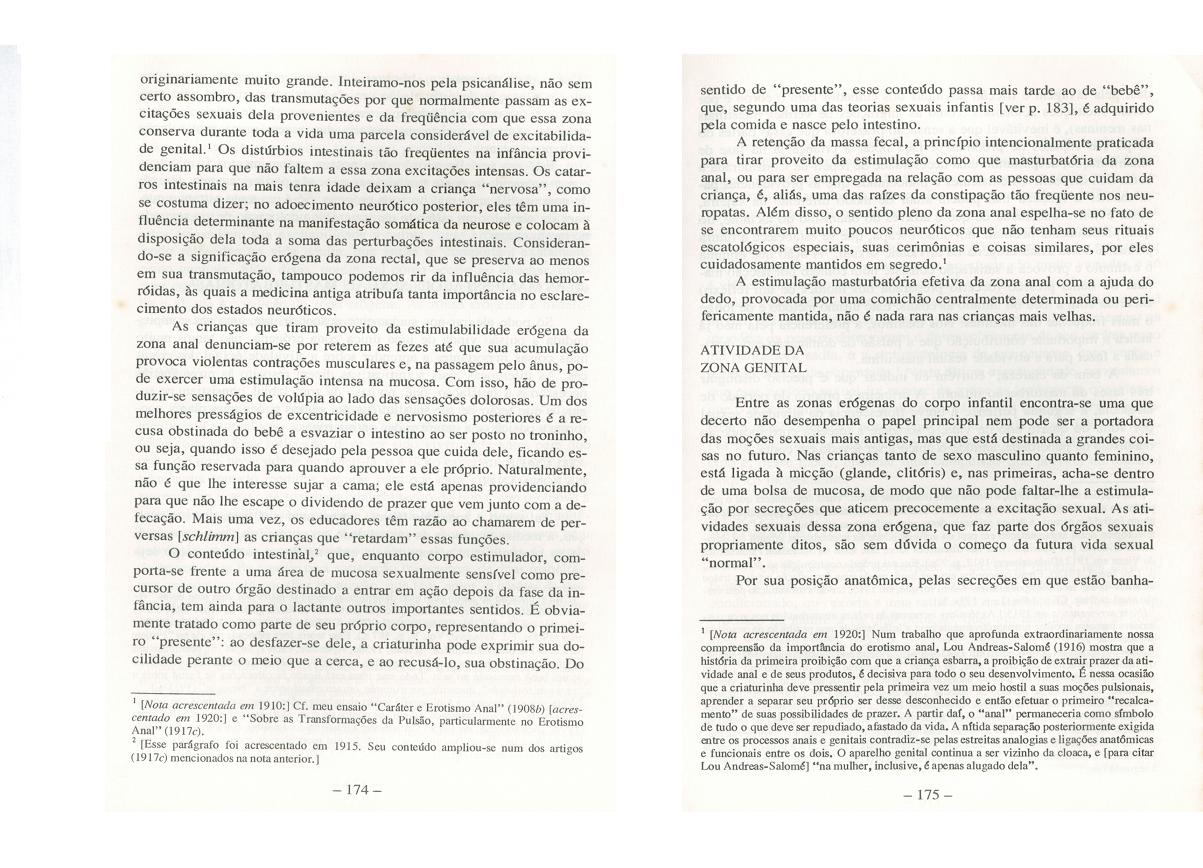 originariamente muito grande. Inteiramo-nos pela psicanálise, não sem
certo assombro, das transmutações por que normalmente passam as ex-
citações sexuais dela provenientes e da freqüência com que essa zona
conserva durante toda a vida uma parcela considerável de excitabilida-
de genital.¹ Os distúrbios intestinais tão freqüentes na infância provi-
denciam para que não faltem a essa zona excitações intensas. Os catar-
ros intestinais na mais tenra idade deixam a criança “nervosa”, como
se costuma dizer; no adoecimento neurótico posterior, eles têm uma in-
fluência determinante na manifestação somática da neurose e colocam à
disposição dela toda a soma das perturbações intestinais. Consideran-
do-se a significação erógena da zona rectal, que se preserva ao menos
em sua transmutação, tampouco podemos rir da influência das hemor-
róidas, às quais a medicina antiga atribuía tanta importância no esclare-
cimento dos estados neuróticos.
As crianças que tiram proveito da estimulabilidade erógena da
zona anal denunciam-se por reterem as fezes até que sua acumulação
provoca violentas contrações musculares e, na passagem pelo ânus, po-
de exercer uma estimulação intensa na mucosa. Com isso, hão de pro-
duzir-se sensações de volúpia ao lado das sensações dolorosas. Um dos
melhores presságios de excentricidade e nervosismo posteriores é a re-
cusa obstinada do bebê a esvaziar o intestino ao ser posto no troninho,
ou seja, quando isso é desejado pela pessoa que cuida dele, ficando es-
sa função reservada para quando aprouver a ele próprio. Naturalmente,
não é que lhe interesse sujar a cama; ele está apenas providenciando
para que não lhe escape o dividendo de prazer que vem junto com a de-
fecação. Mais uma vez, os educadores têm razão ao chamarem de per-
versas [schlimm] as crianças que “retardam” essas funções.
O conteúdo intestinal,² que, enquanto corpo estimulador, com-
porta-se frente a uma área de mucosa sexualmente sensível como pre-
cursor de outro órgão destinado a entrar em ação depois da fase da in-
fância, tem ainda para o lactante outros importantes sentidos. É obvia-
mente tratado como parte de seu próprio corpo, representando o primei-
ro “presente”: ao desfazer-se dele, a criaturinha pode exprimir sua do-
cilidade perante o meio que a cerca, e ao recusá-lo, sua obstinação. Do
¹ [Nota acrescentada em 1910:] Cf. meu ensaio “Caráter e Erotismo Anal” (1908b) [acres-
centado em 1920:] e “Sobre as Transformações da Pulsão, particularmente no Erotismo
Anal” (1917c).
² [Esse parágrafo foi acrescentado em 1915. Seu conteúdo ampliou-se num dos artigos
(1917c) mencionados na nota anterior.]
– 174 –
sentido de “presente”, esse conteúdo passa mais tarde ao de “bebê”,
que, segundo uma das teorias sexuais infantis [ver p. 183], é adquirido
pela comida e nasce pelo intestino.
A retenção da massa fecal, a princípio intencionalmente praticada
para tirar proveito da estimulação como que masturbatória da zona
anal, ou para ser empregada na relação com as pessoas que cuidam da
criança, é, aliás, uma das raízes da constipação tão freqüente nos neu-
ropatas. Além disso, o sentido pleno da zona anal espelha-se no fato de
se encontrarem muito poucos neuróticos que não tenham seus rituais
escatológicos especiais, suas cerimônias e coisas similares, por eles
cuidadosamente mantidos em segredo.¹
A estimulação masturbatória efetiva da zona anal com a ajuda do
dedo, provocada por uma comichão centralmente determinada ou peri-
fericamente mantida, não é nada rara nas crianças mais velhas.
ATIVIDADE DA
ZONA GENITAL
Entre as zonas erógenas do corpo infantil encontra-se uma que
decerto não desempenha o papel principal nem pode ser a portadora
das moções sexuais mais antigas, mas que está destinada a grandes coi-
sas no futuro. Nas crianças tanto de sexo masculino quanto feminino,
está ligada à micção (glande, clitóris) e, nas primeiras, acha-se dentro
de uma bolsa de mucosa, de modo que não pode faltar-lhe a estimula-
ção por secreções que aticem precocemente a excitação sexual. As ati-
vidades sexuais dessa zona erógena, que faz parte dos órgãos sexuais
propriamente ditos, são sem dúvida o começo da futura vida sexual
“normal”.
Por sua posição anatômica, pelas secreções em que estão banha-
¹ [Nota acrescentada em 1920:] Num trabalho que aprofunda extraordinariamente nossa
compreensão da importância do erotismo anal, Lou Andreas-Salomé (1916) mostra que a
história da primeira proibição com que a criança esbarra, a proibição de extrair prazer da ati-
vidade anal e de seus produtos, é decisiva para todo o seu desenvolvimento. É nessa ocasião
que a criaturinha deve pressentir pela primeira vez um meio hostil a suas moções pulsionais,
aprender a separar seu próprio ser desse desconhecido e então efetuar o primeiro “recalca-
mento” de suas possibilidades de prazer. A partir daí, o “anal” permaneceria como símbolo
de tudo o que deve ser repudiado, afastado da vida. A nítida separação posteriormente exigida
entre os processos anais e genitais contradiz-se pelas estreitas analogias e ligações anatômicas
e funcionais entre os dois. O aparelho genital continua a ser vizinho da cloaca, e [para citar
Lou Andreas-Salomé] “na mulher, inclusive, é apenas alugado dela”.
– 175 –